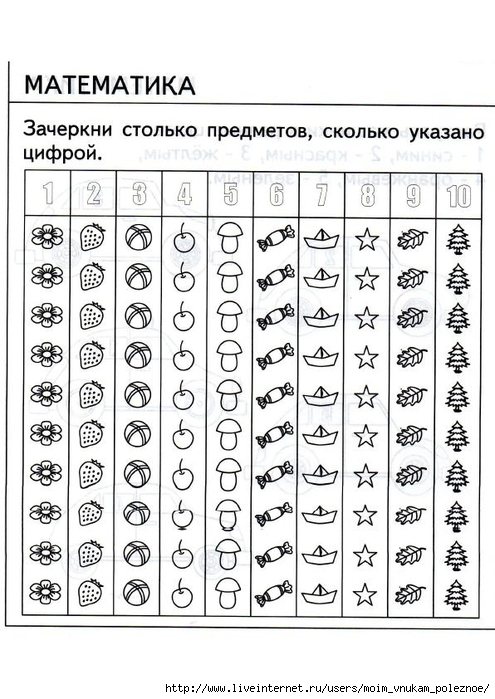 МАТЕМАТИКА
Зачеркни столько предметов, сколько указано
цифрой.
1 2 3 4 5 6 7 8 9 10
http://www.liveinternet.ru/users/moim_vnukam_poleznoe/